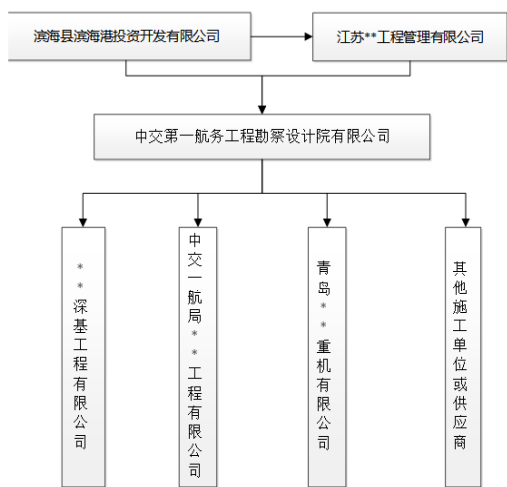 滨海县滨海港投资开发有限公司
江苏**工程管理有限公司
中交第一航务工程勘察设计院有限公司
**深基工程有限公司
中交一航局**工程有限公司
青岛**重机有限公司
其他施工单位或供应商